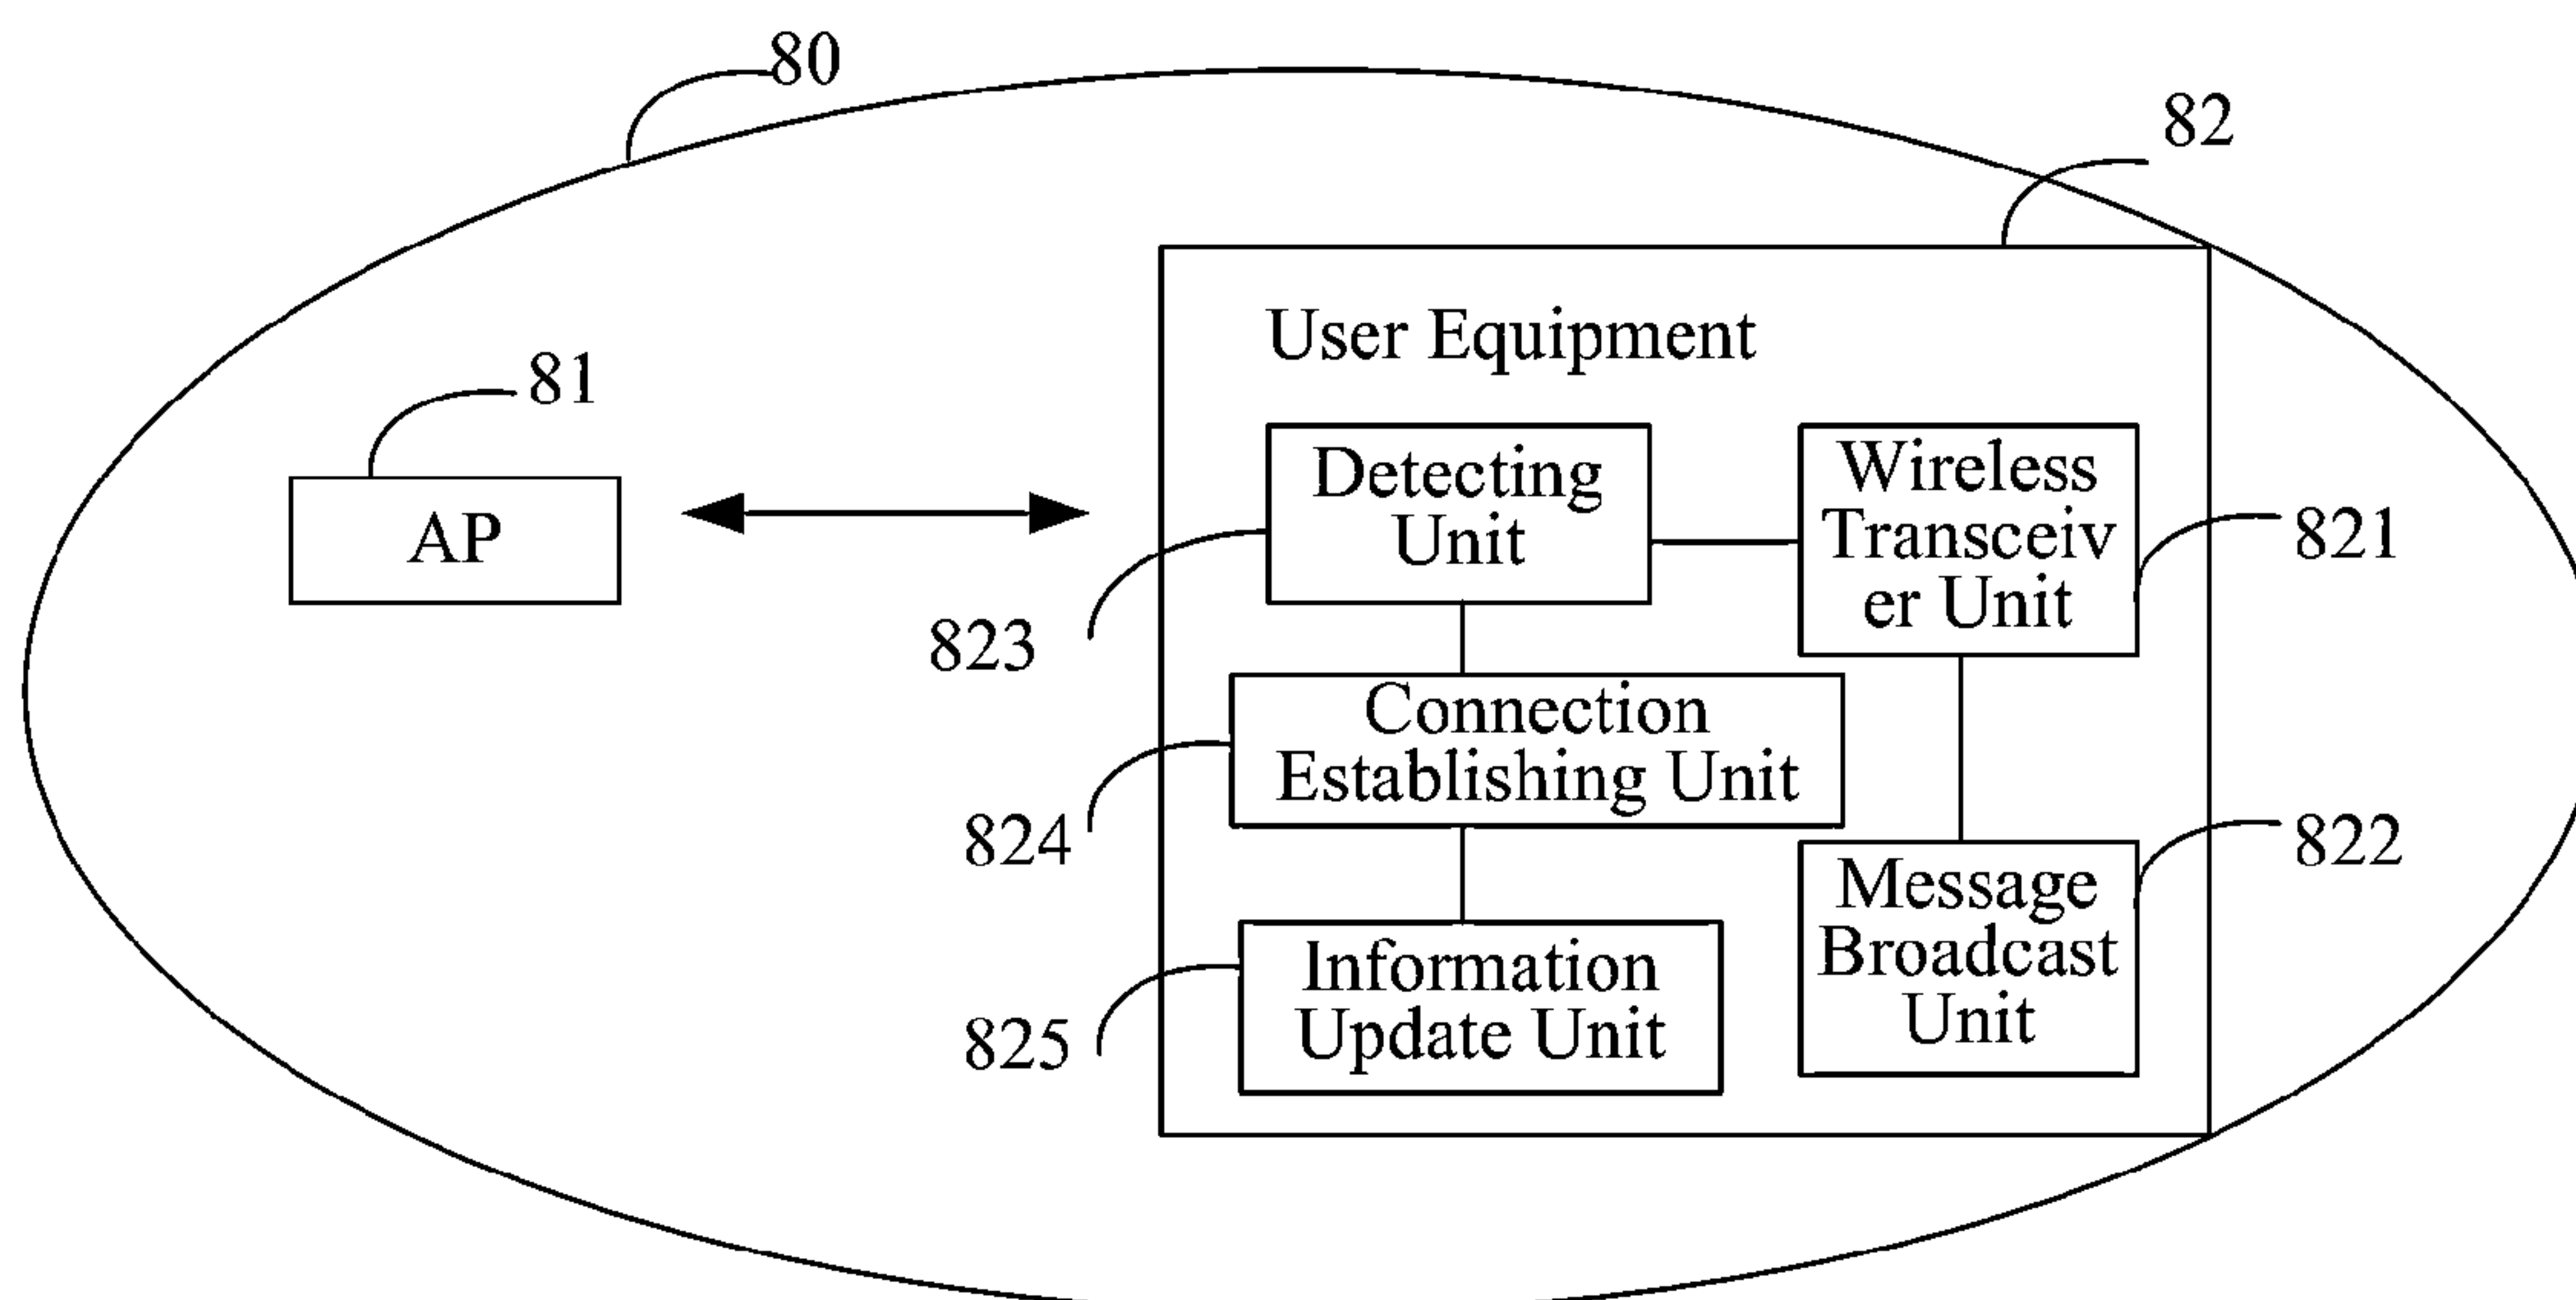 80
82
User Equipment
81
AP
Detecting
Unit
Wireless
Transceiv
er Unit
821
823
Connection
Establishing Unit
824
822
Message
Broadcast
Unit
Information
Update Unit
825